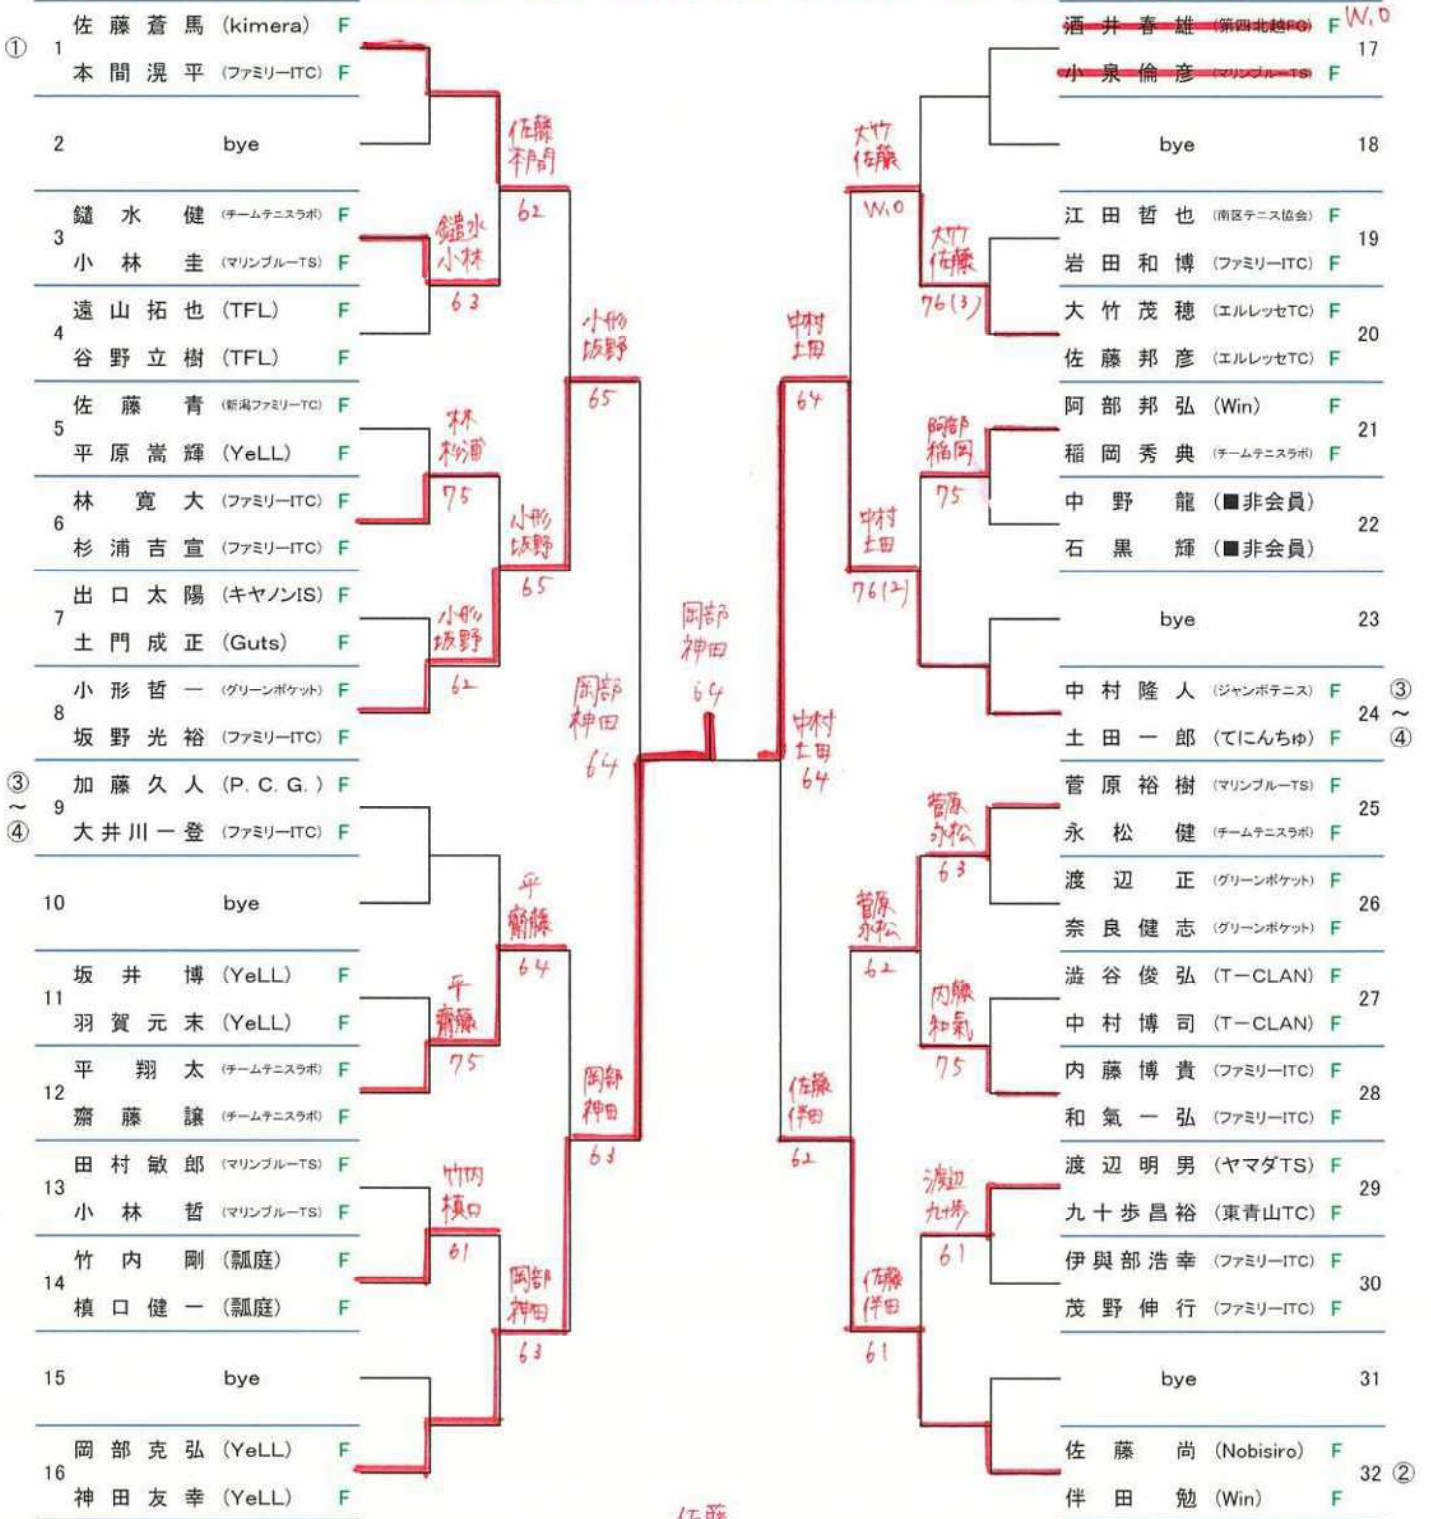 ① 1 佐藤蒼馬 (kimera) F
本間滉平 (ファミリーITC) F
2 bye
3 鑓水健 (チームテニスラボ) F
小林圭 (マリンブルーTS) F
4 遠山拓也 (TFL) F
谷野立樹 (TFL) F
5 佐藤青 (新潟ファミリーTC) F
平原嵩輝 (YeLL) F
6 林寛大 (ファミリーITC) F
杉浦吉宣 (ファミリーITC) F
7 出口太陽 (キヤノンIS) F
土門成正 (Guts) F
8 小形哲一 (グリーンポケット) F
坂野光裕 (ファミリーITC) F
③~④ 9 加藤久人 (P.C.G.) F
大井川一登 (ファミリーITC) F
10 bye
11 坂井博 (YeLL) F
羽賀元末 (YeLL) F
12 平翔太 (チームテニスラボ) F
齋藤譲 (チームテニスラボ) F
13 田村敏郎 (マリンブルーTS) F
小林哲 (マリンブルーTS) F
14 竹内剛 (瓢庭) F
槙口健一 (瓢庭) F
15 bye
16 岡部克弘 (YeLL) F
神田友幸 (YeLL) F
鑓水
小林
63
林
杉浦
75
小形
坂野
62
平
齋藤
75
竹内
槙口
61
佐藤
本間
62
小形
坂野
65
平
齋藤
64
岡部
神田
63
小形
坂野
65
岡部
神田
63
岡部
神田
64
岡部
神田
64
中村
土田
64
中村
土田
64
佐藤
伴田
62
大竹
佐藤
W.O
中村
土田
76(2)
菅原
永松
62
佐藤
伴田
61
大竹
佐藤
76(3)
阿部
稲岡
75
菅原
永松
63
内藤
和氣
75
渡辺
九十歩
61
酒井春雄 (第四北越FG) F W.O
17
小泉倫彦 (マリンブルーTS) F
bye 18
江田哲也 (南区テニス協会) F
19
岩田和博 (ファミリーITC) F
大竹茂穂 (エルレッセTC) F
20
佐藤邦彦 (エルレッセTC) F
阿部邦弘 (Win) F
21
稲岡秀典 (チームテニスラボ) F
中野龍 (■非会員)
22
石黒輝 (■非会員)
bye 23
中村隆人 (ジャンボテニス) F
24 ③~④
土田一郎 (てにんちゅ) F
菅原裕樹 (マリンブルーTS) F
25
永松健 (チームテニスラボ) F
渡辺正 (グリーンポケット) F
26
奈良健志 (グリーンポケット) F
澁谷俊弘 (T-CLAN) F
27
中村博司 (T-CLAN) F
内藤博貴 (ファミリーITC) F
28
和氣一弘 (ファミリーITC) F
渡辺明男 (ヤマダTS) F
29
九十歩昌裕 (東青山TC) F
伊與部浩幸 (ファミリーITC) F
30
茂野伸行 (ファミリーITC) F
bye 31
佐藤尚 (Nobisiro) F
32 ②
伴田勉 (Win) F
佐藤